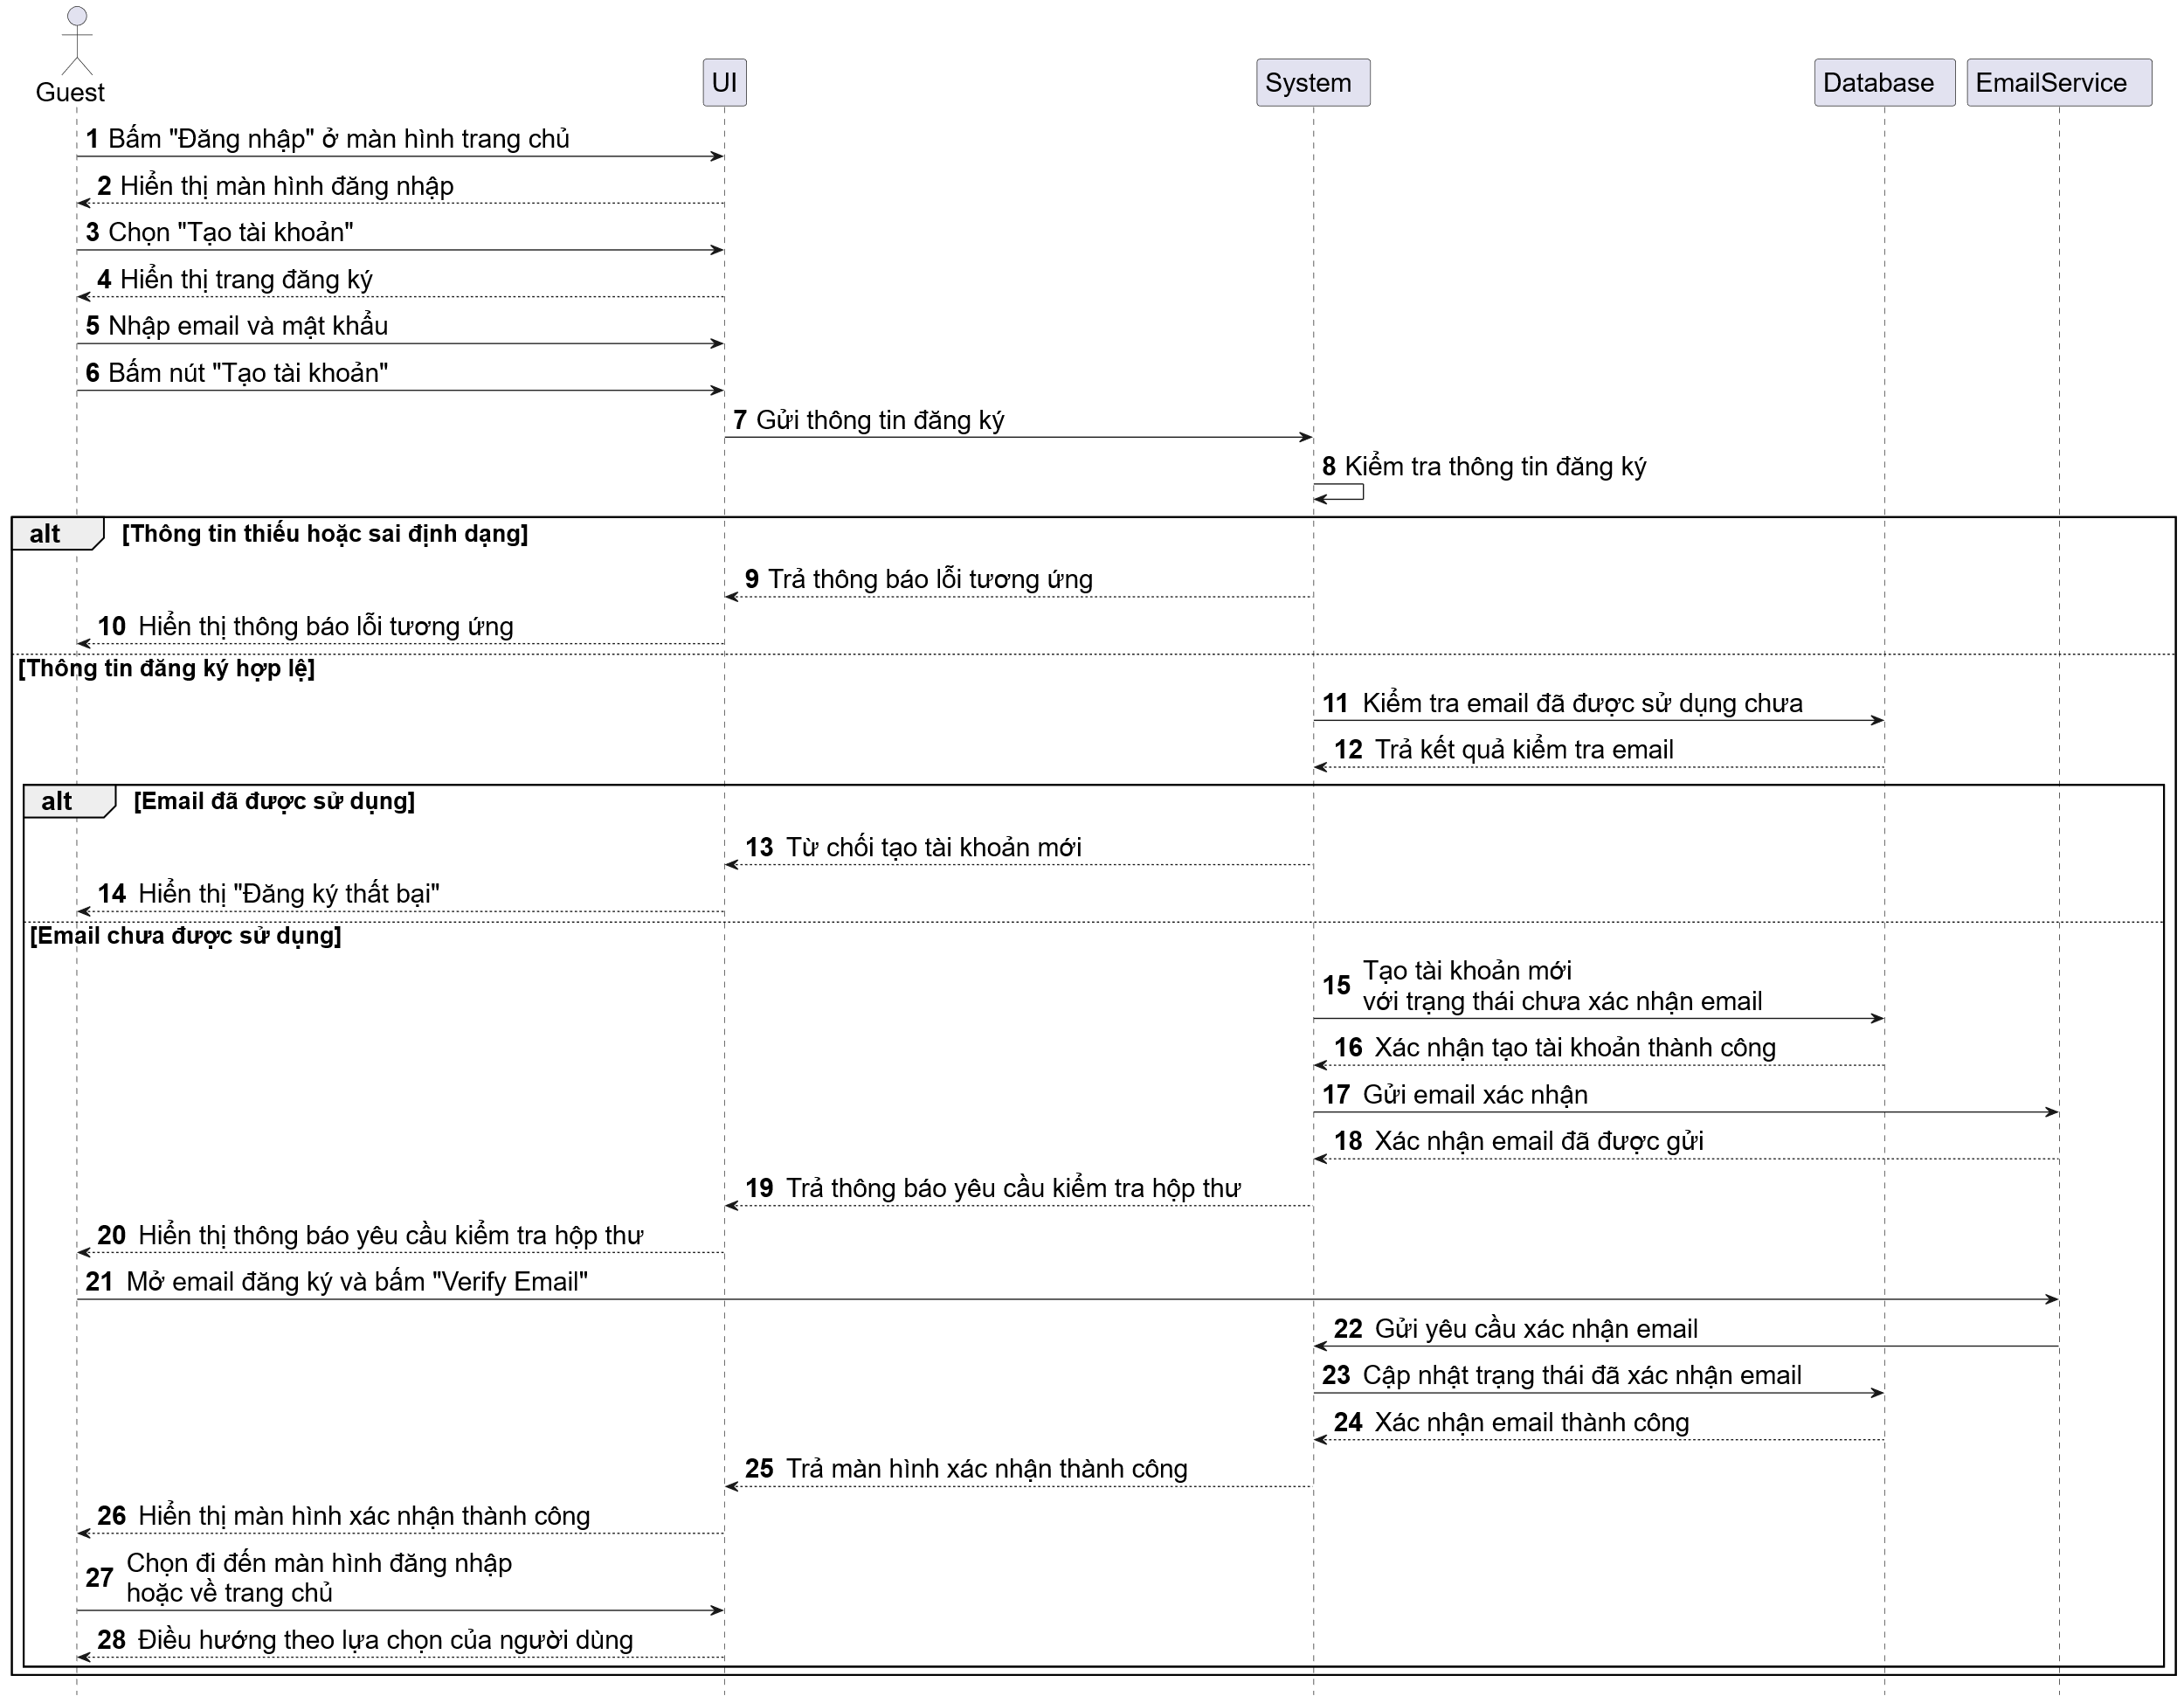 Guest
UI
System
Database
EmailService
1 Bấm "Đăng nhập" ở màn hình trang chủ
2 Hiển thị màn hình đăng nhập
3 Chọn "Tạo tài khoản"
4 Hiển thị trang đăng ký
5 Nhập email và mật khẩu
6 Bấm nút "Tạo tài khoản"
7 Gửi thông tin đăng ký
8 Kiểm tra thông tin đăng ký
alt [Thông tin thiếu hoặc sai định dạng]
9 Trả thông báo lỗi tương ứng
10 Hiển thị thông báo lỗi tương ứng
[Thông tin đăng ký hợp lệ]
11 Kiểm tra email đã được sử dụng chưa
12 Trả kết quả kiểm tra email
alt [Email đã được sử dụng]
13 Từ chối tạo tài khoản mới
14 Hiển thị "Đăng ký thất bại"
[Email chưa được sử dụng]
15 Tạo tài khoản mới
với trạng thái chưa xác nhận email
16 Xác nhận tạo tài khoản thành công
17 Gửi email xác nhận
18 Xác nhận email đã được gửi
19 Trả thông báo yêu cầu kiểm tra hộp thư
20 Hiển thị thông báo yêu cầu kiểm tra hộp thư
21 Mở email đăng ký và bấm "Verify Email"
22 Gửi yêu cầu xác nhận email
23 Cập nhật trạng thái đã xác nhận email
24 Xác nhận email thành công
25 Trả màn hình xác nhận thành công
26 Hiển thị màn hình xác nhận thành công
27 Chọn đi đến màn hình đăng nhập
hoặc về trang chủ
28 Điều hướng theo lựa chọn của người dùng